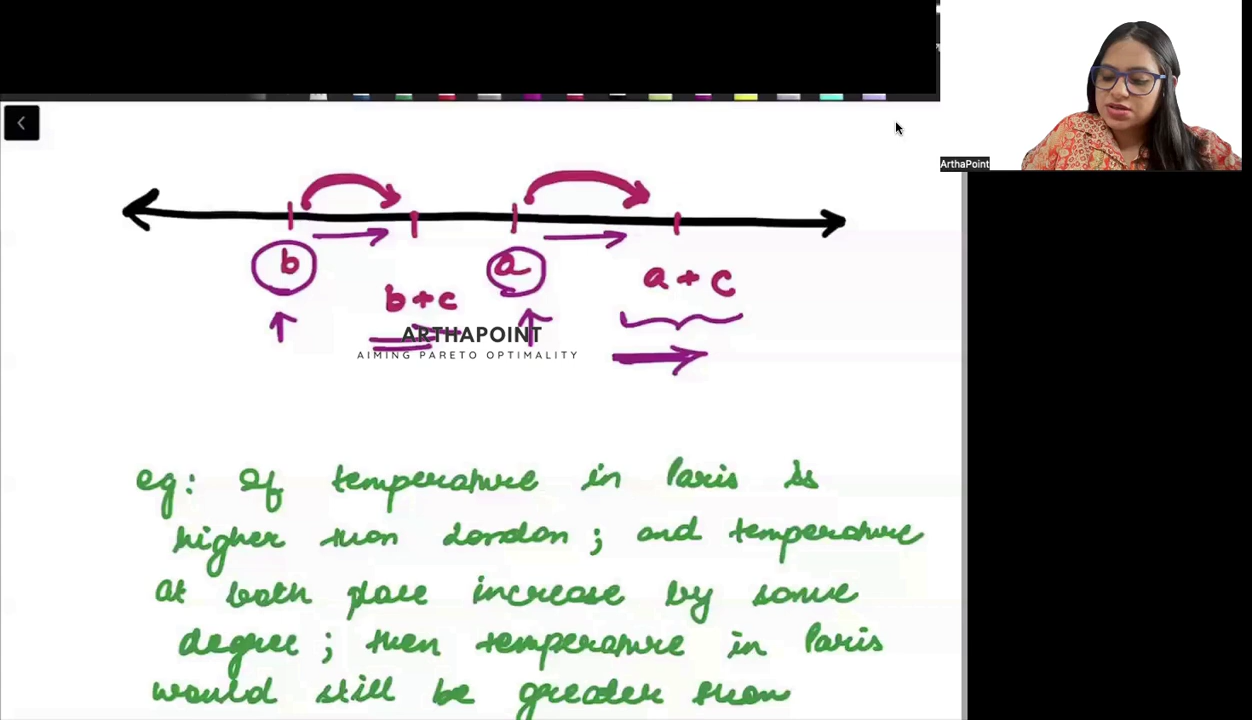 ArthaPoint
b
a
b + c
a + c
ARTHAPOINT
AIMING PARETO OPTIMALITY
eg: If temperature in Paris is
higher than London ; and temperature
at both place increase by same
degree ; then temperature in Paris
would still be greater than